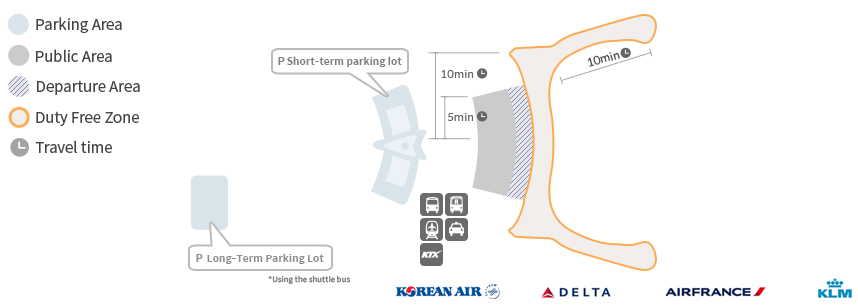 Parking Area
Public Area
Departure Area
Duty Free Zone
Travel time
P Short-term parking lot
10min
5min
10min
P Long-Term Parking Lot
*Using the shuttle bus
B
KTX
KOREAN AIR
DELTA
AIRFRANCE
KLM